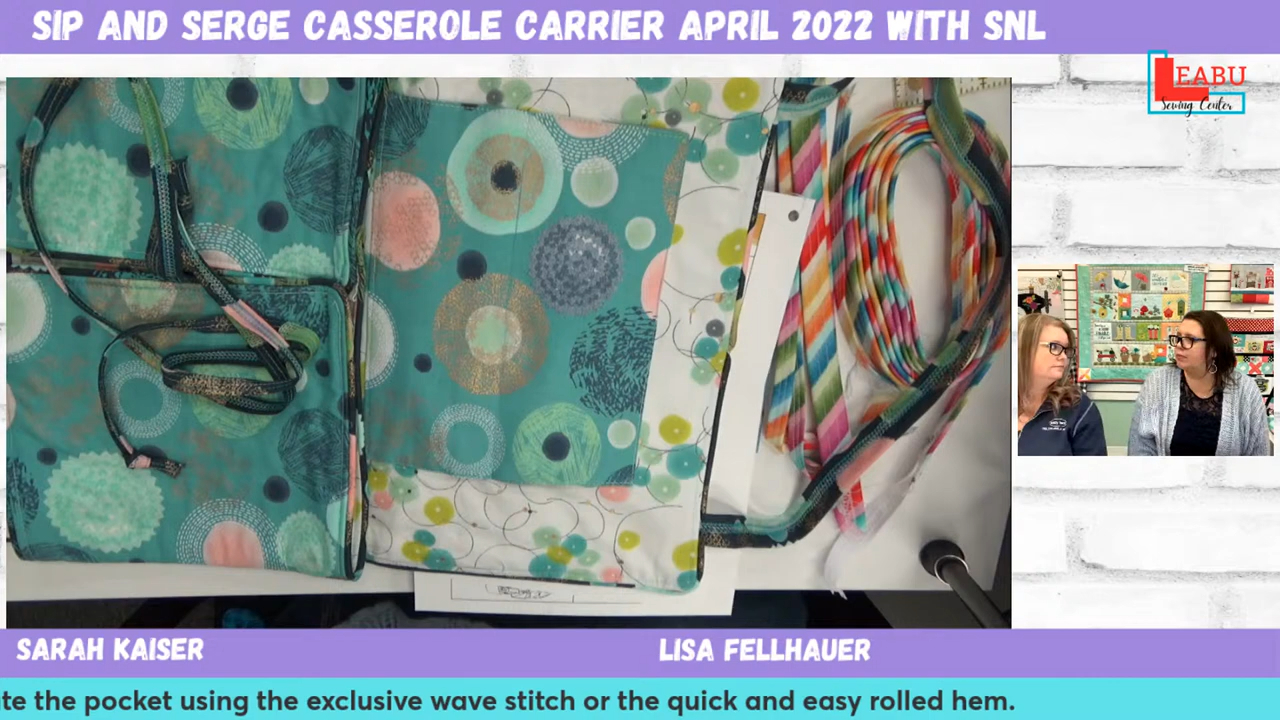 SIP AND SERGE CASSEROLE CARRIER APRIL 2022 WITH SNL
LEABU
Sewing Center
SARAH KAISER
LISA FELLHAUER
te the pocket using the exclusive wave stitch or the quick and easy rolled hem.